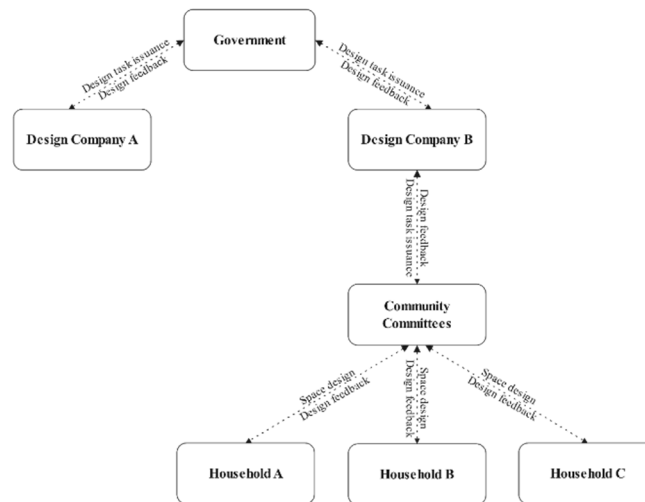 Government
Design task issuance
Design feedback
Design task issuance
Design feedback
Design Company A
Design Company B
Design feedback
Design task issuance
Community
Committees
Space design
Design feedback
Space design
Design feedback
Space design
Design feedback
Household A
Household B
Household C